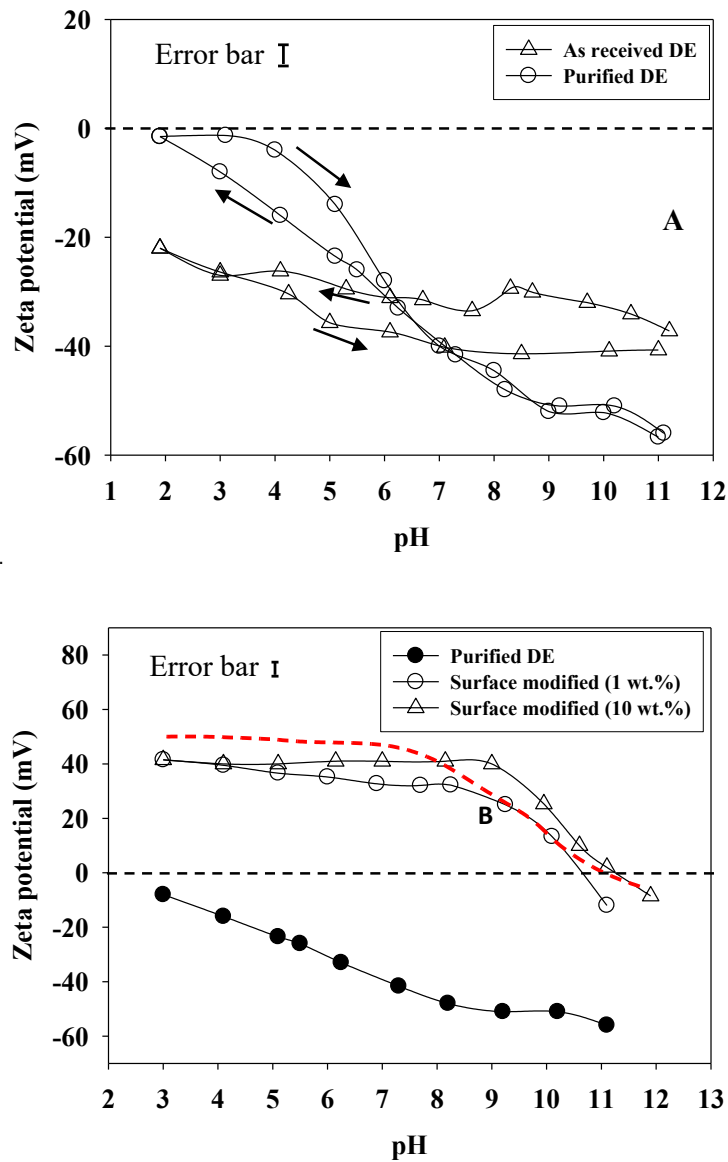 20
0
-20
-40
-60
Zeta potential (mV)
Error bar
As received DE
Purified DE
A
1 2 3 4 5 6 7 8 9 10 11 12
pH
80
60
40
20
0
-20
-40
-60
Zeta potential (mV)
Error bar
Purified DE
Surface modified (1 wt.%)
Surface modified (10 wt.%)
B
2 3 4 5 6 7 8 9 10 11 12 13
pH